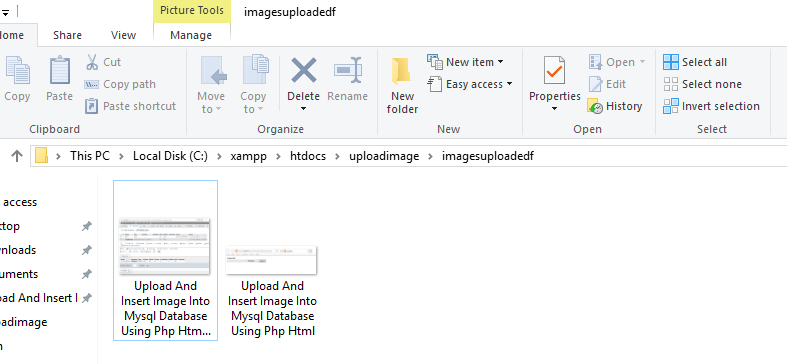 Picture Tools
imagesuploadedf
Home
Share
View
Manage
Copy
Paste
Cut
Copy path
Paste shortcut
Clipboard
Move to
Copy to
Delete
Rename
Organize
New folder
New item
Easy access
New
Properties
Open
Edit
History
Open
Select all
Select none
Invert selection
Select
This PC > Local Disk (C:) > xampp > htdocs > uploadimage > imagesuploadedf
access
ktop
wnloads
cuments
oad And Insert I
oadimage
Upload And
Insert Image Into
Mysql Database
Using Php Htm...
Upload And
Insert Image Into
Mysql Database
Using Php Html